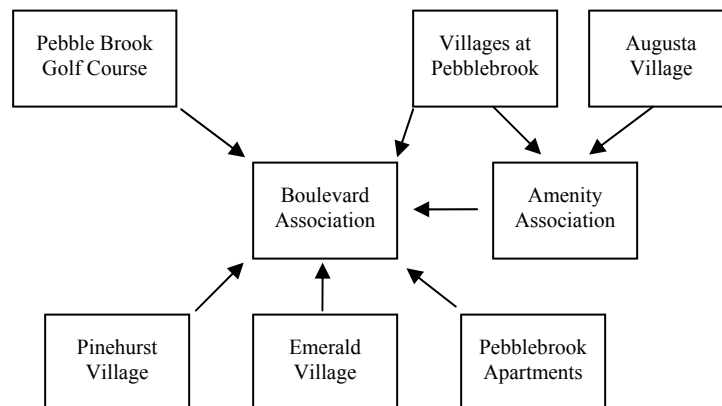 Pebble Brook
Golf Course
Villages at
Pebblebrook
Augusta
Village
Boulevard
Association
Amenity
Association
Pinehurst
Village
Emerald
Village
Pebblebrook
Apartments